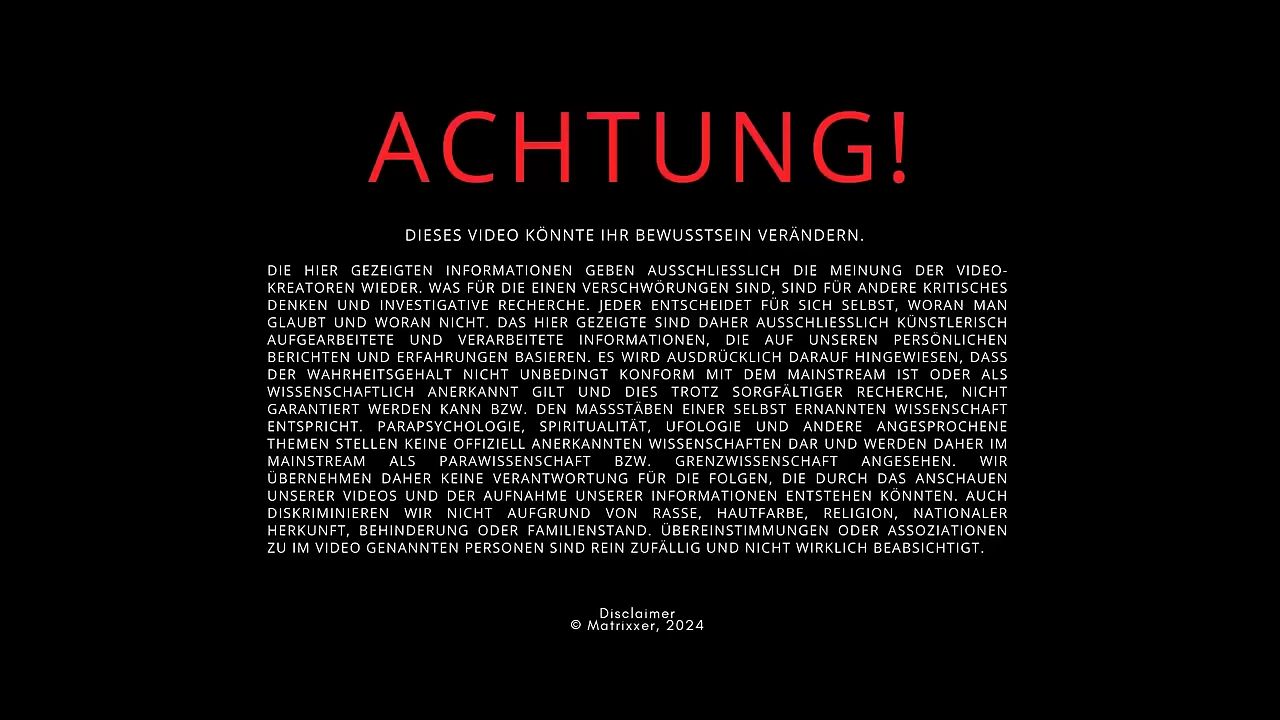 ACHTUNG!
DIESES VIDEO KÖNNTE IHR BEWUSSTSEIN VERÄNDERN.
DIE HIER GEZEIGTEN INFORMATIONEN GEBEN AUSSCHLIESSLICH DIE MEINUNG DER VIDEO-
KREATOREN WIEDER. WAS FÜR DIE EINEN VERSCHWÖRUNGEN SIND, SIND FÜR ANDERE KRITISCHES
DENKEN UND INVESTIGATIVE RECHERCHE. JEDER ENTSCHEIDET FÜR SICH SELBST, WORAN MAN
GLAUBT UND WORAN NICHT. DAS HIER GEZEIGTE SIND DAHER AUSSCHLIESSLICH KÜNSTLERISCH
AUFGEARBEITETE UND VERARBEITETE INFORMATIONEN, DIE AUF UNSEREN PERSÖNLICHEN
BERICHTEN UND ERFAHRUNGEN BASIEREN. ES WIRD AUSDRÜCKLICH DARAUF HINGEWIESEN, DASS
DER WAHRHEITSGEHALT NICHT UNBEDINGT KONFORM MIT DEM MAINSTREAM IST ODER ALS
WISSENSCHAFTLICH ANERKANNT GILT UND DIES TROTZ SORGFÄLTIGER RECHERCHE, NICHT
GARANTIERT WERDEN KANN BZW. DEN MASSSTÄBEN EINER SELBST ERNANNTEN WISSENSCHAFT
ENTSPRICHT. PARAPSYCHOLOGIE, SPIRITUALITÄT, UFOLOGIE UND ANDERE ANGESPROCHENE
THEMEN STELLEN KEINE OFFIZIELL ANERKANNTEN WISSENSCHAFTEN DAR UND WERDEN DAHER IM
MAINSTREAM ALS PARAWISSENSCHAFT BZW. GRENZWISSENSCHAFT ANGESEHEN. WIR
ÜBERNEHMEN DAHER KEINE VERANTWORTUNG FÜR DIE FOLGEN, DIE DURCH DAS ANSCHAUEN
UNSERER VIDEOS UND DER AUFNAHME UNSERER INFORMATIONEN ENTSTEHEN KÖNNTEN. AUCH
DISKRIMINIEREN WIR NICHT AUFGRUND VON RASSE, HAUTFARBE, RELIGION, NATIONALER
HERKUNFT, BEHINDERUNG ODER FAMILIENSTAND. ÜBEREINSTIMMUNGEN ODER ASSOZIATIONEN
ZU IM VIDEO GENANNTEN PERSONEN SIND REIN ZUFÄLLIG UND NICHT WIRKLICH BEABSICHTIGT.
Disclaimer
© Matrixxer, 2024